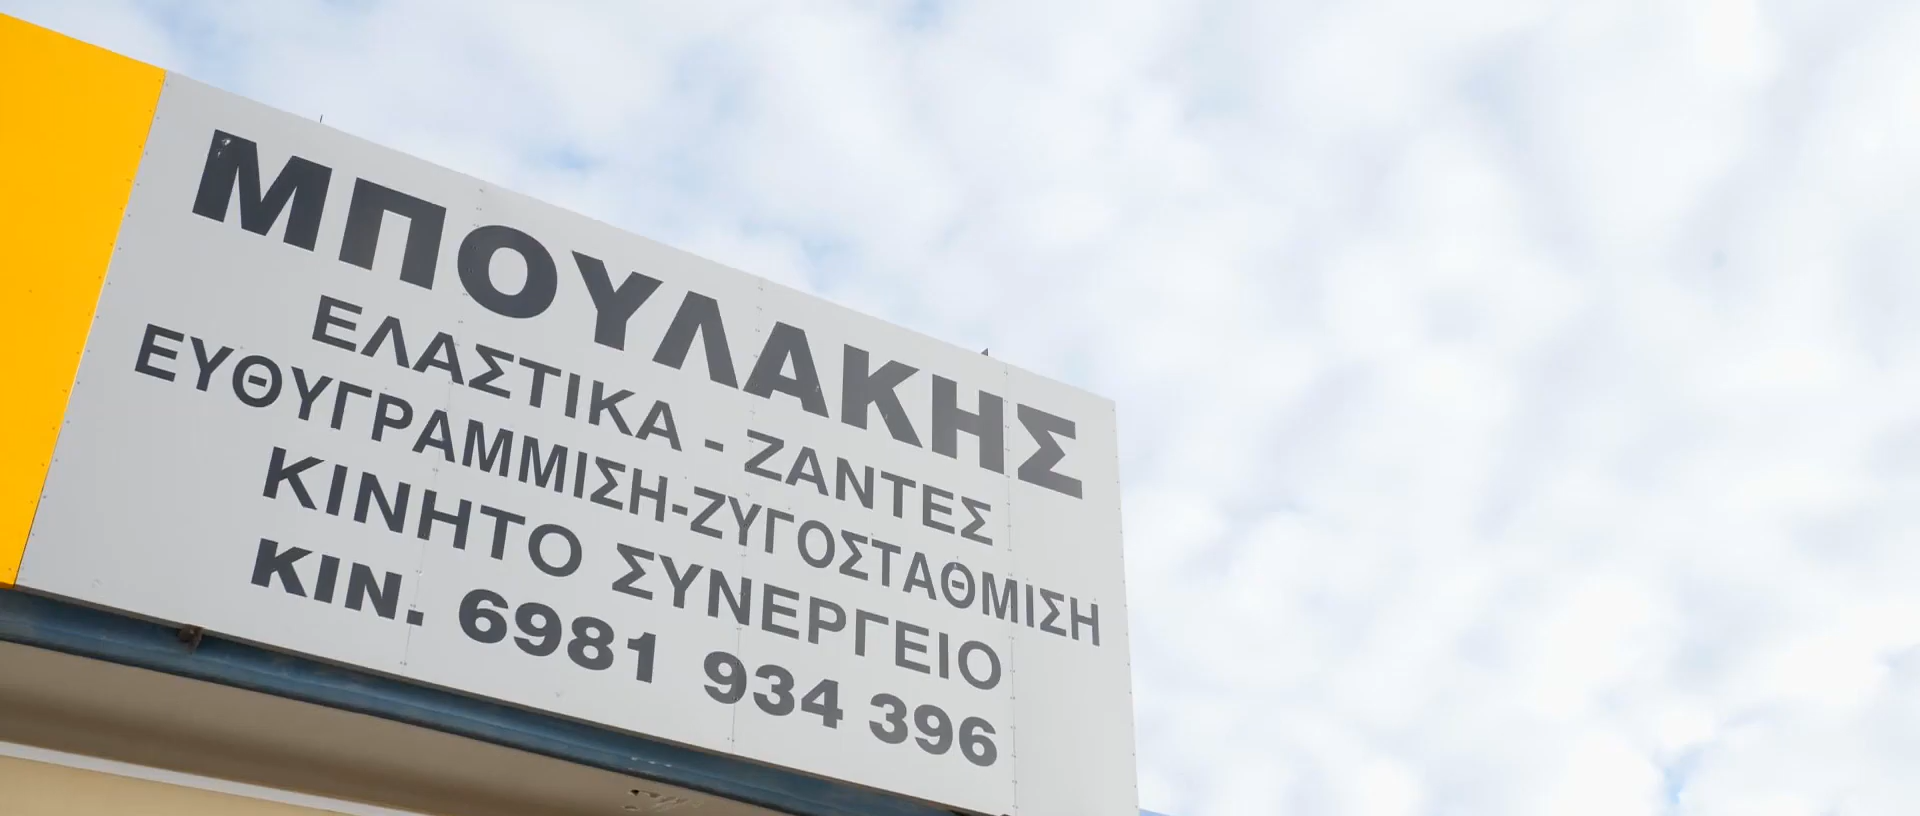 ΜΠΟΥΛΑΚΗΣ
ΕΛΑΣΤΙΚΑ - ΖΑΝΤΕΣ
ΕΥΘΥΓΡΑΜΜΙΣΗ-ΖΥΓΟΣΤΑΘΜΙΣΗ
ΚΙΝΗΤΟ ΣΥΝΕΡΓΕΙΟ
ΚΙΝ. 6981 934 396